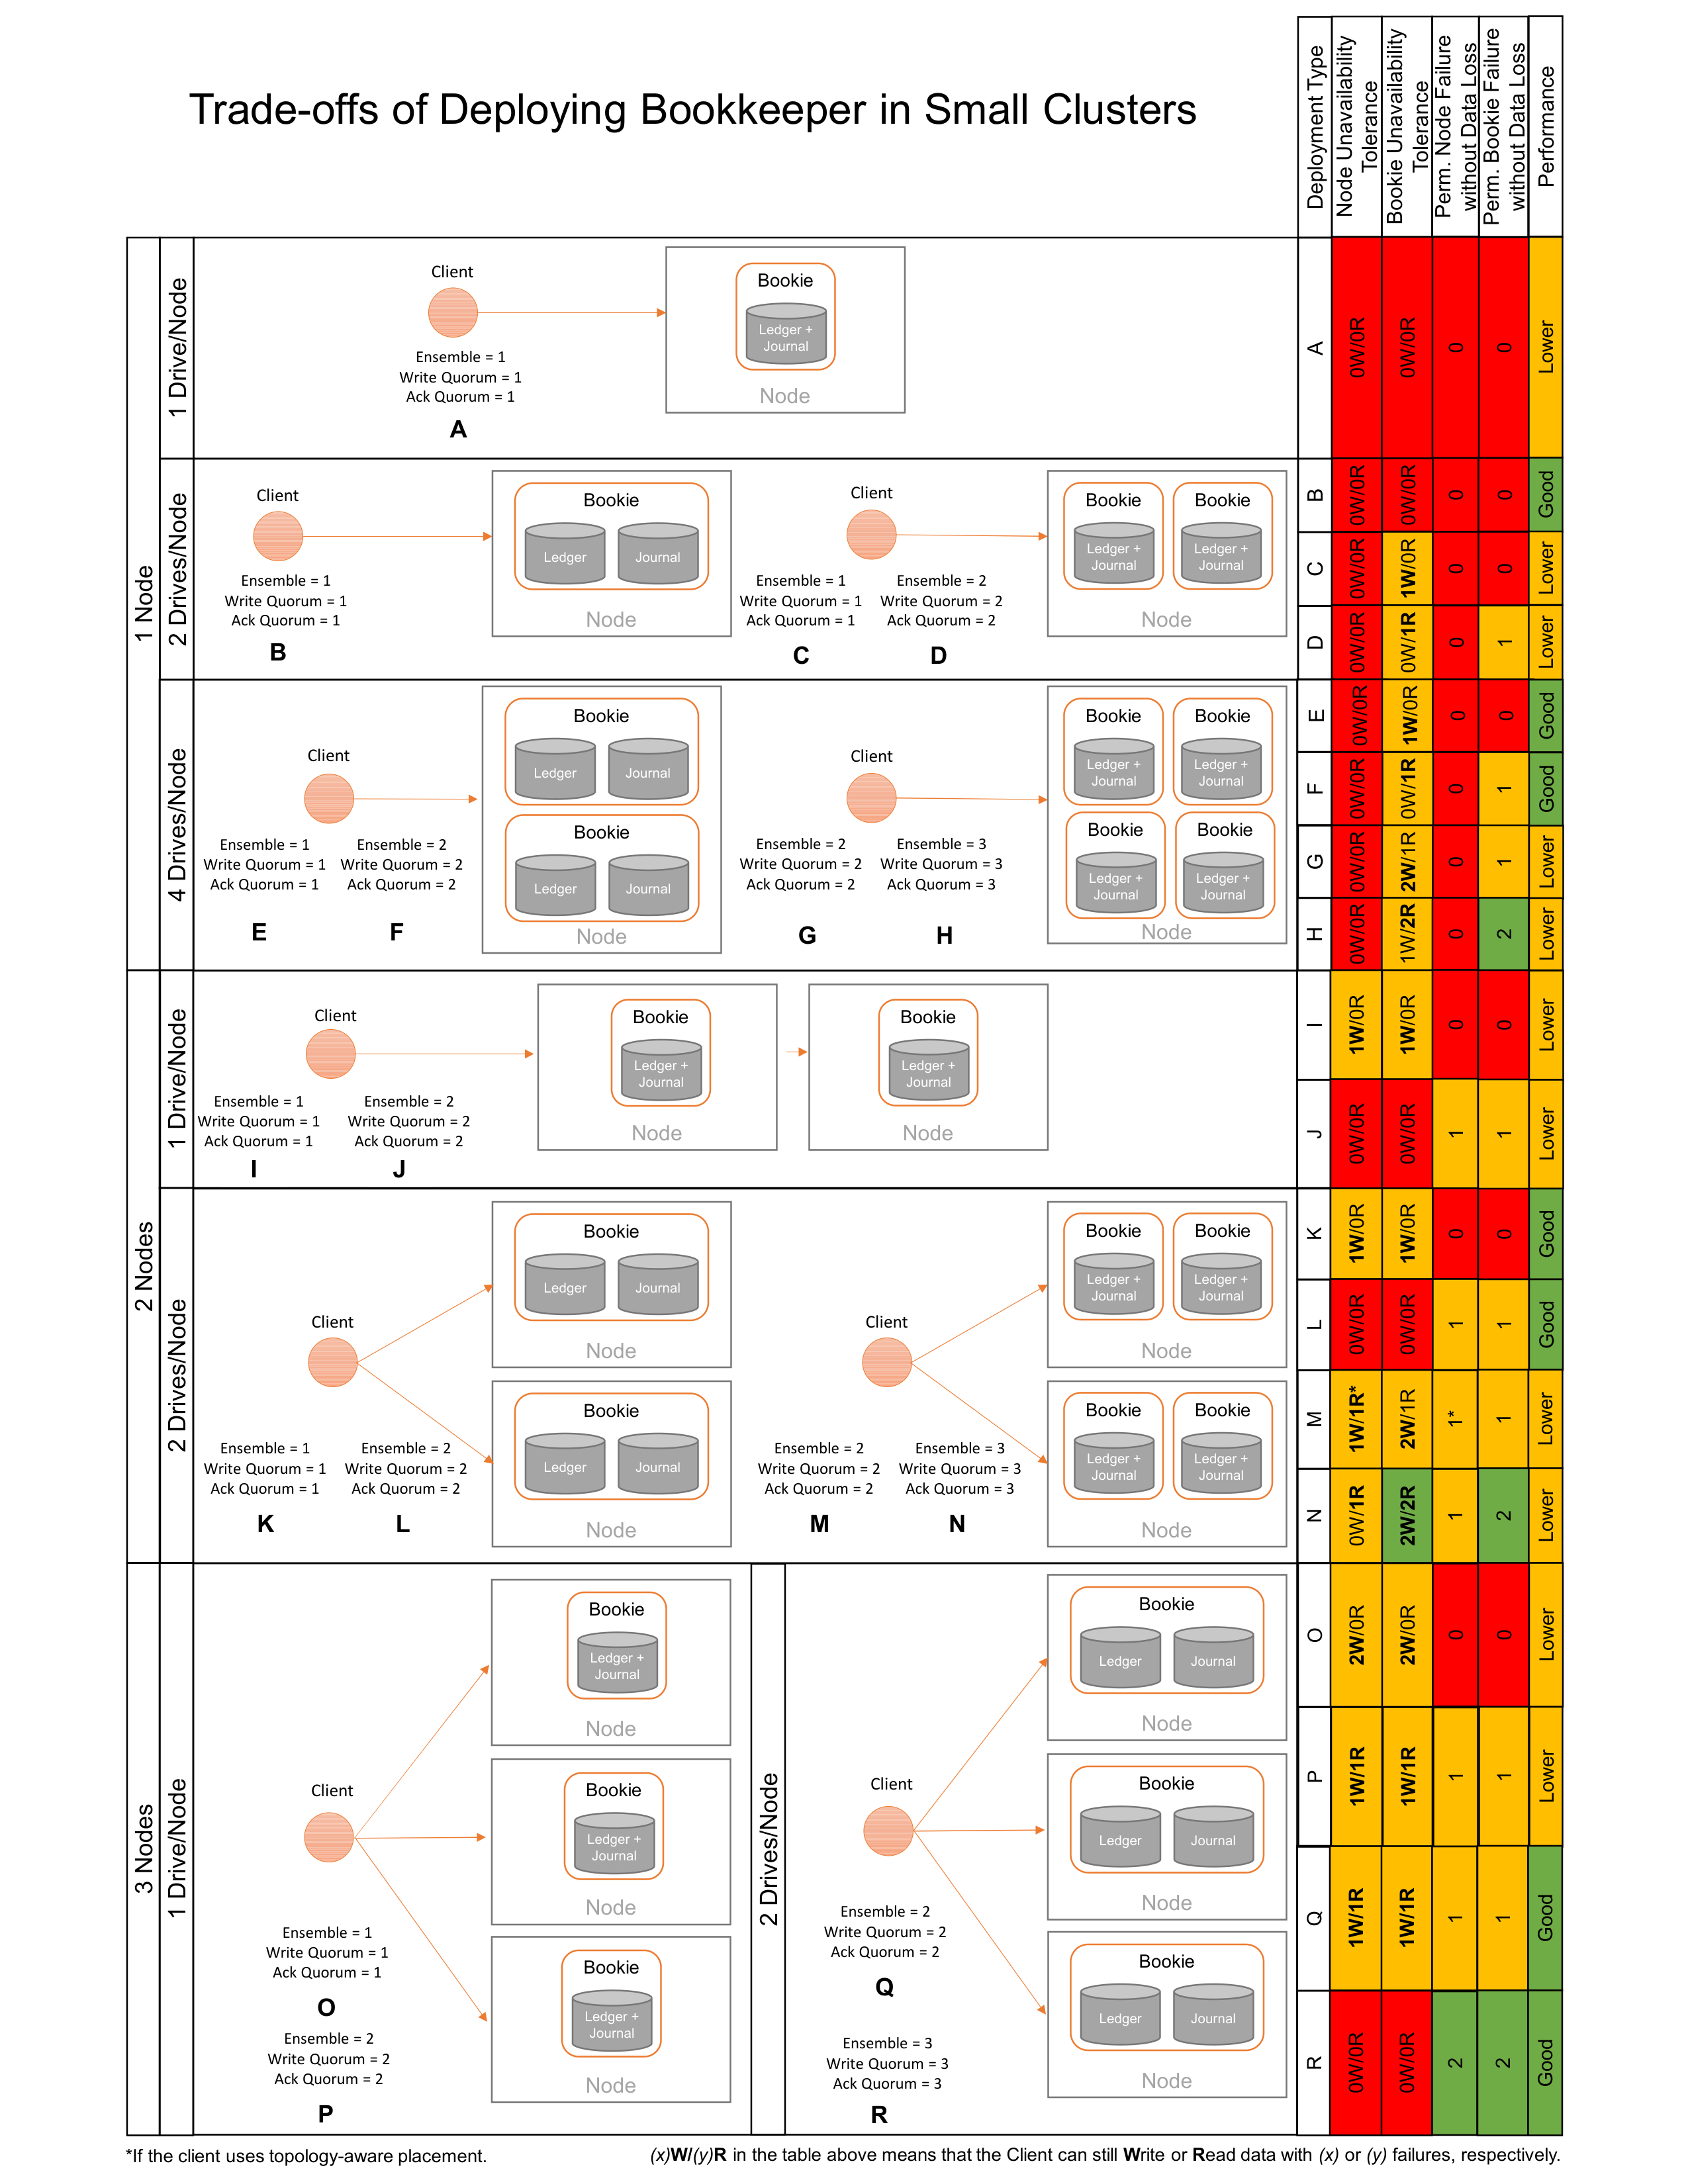 Trade-offs of Deploying Bookkeeper in Small Clusters
Deployment Type
Node Unavailability
Tolerance
Bookie Unavailability
Tolerance
Perm. Node Failure
without Data Loss
Perm. Bookie Failure
without Data Loss
Performance
1 Node
1 Drive/Node
Client
Ensemble = 1
Write Quorum = 1
Ack Quorum = 1
A
Bookie
Ledger +
Journal
Node
A
0W/0R
0W/0R
0
0
Lower
2 Drives/Node
Client
Ensemble = 1
Write Quorum = 1
Ack Quorum = 1
B
Bookie
Ledger
Journal
Node
Client
Ensemble = 1
Write Quorum = 1
Ack Quorum = 1
C
Ensemble = 2
Write Quorum = 2
Ack Quorum = 2
D
Bookie
Ledger +
Journal
Bookie
Ledger +
Journal
Node
B
0W/0R
0W/0R
0
0
Good
C
0W/0R
1W/0R
0
0
Lower
D
0W/0R
0W/1R
0
1
Lower
4 Drives/Node
Client
Ensemble = 1
Write Quorum = 1
Ack Quorum = 1
E
Ensemble = 2
Write Quorum = 2
Ack Quorum = 2
F
Bookie
Ledger
Journal
Bookie
Ledger
Journal
Node
Client
Ensemble = 2
Write Quorum = 2
Ack Quorum = 2
G
Ensemble = 3
Write Quorum = 3
Ack Quorum = 3
H
Bookie
Ledger +
Journal
Bookie
Ledger +
Journal
Bookie
Ledger +
Journal
Bookie
Ledger +
Journal
Node
E
0W/0R
1W/0R
0
0
Good
F
0W/0R
0W/1R
0
1
Good
G
0W/0R
2W/1R
0
1
Lower
H
0W/0R
1W/2R
0
2
Lower
2 Nodes
1 Drive/Node
Client
Ensemble = 1
Write Quorum = 1
Ack Quorum = 1
I
Ensemble = 2
Write Quorum = 2
Ack Quorum = 2
J
Bookie
Ledger +
Journal
Node
Bookie
Ledger +
Journal
Node
I
1W/0R
1W/0R
0
0
Lower
J
0W/0R
0W/0R
1
1
Lower
2 Drives/Node
Client
Ensemble = 1
Write Quorum = 1
Ack Quorum = 1
K
Ensemble = 2
Write Quorum = 2
Ack Quorum = 2
L
Bookie
Ledger
Journal
Node
Bookie
Ledger
Journal
Node
Client
Ensemble = 2
Write Quorum = 2
Ack Quorum = 2
M
Ensemble = 3
Write Quorum = 3
Ack Quorum = 3
N
Bookie
Ledger +
Journal
Bookie
Ledger +
Journal
Node
Bookie
Ledger +
Journal
Bookie
Ledger +
Journal
Node
K
1W/0R
1W/0R
0
0
Good
L
0W/0R
0W/0R
1
1
Good
M
1W/1R*
2W/1R
1*
1
Lower
N
0W/1R
2W/2R
1
2
Lower
3 Nodes
1 Drive/Node
Client
Ensemble = 1
Write Quorum = 1
Ack Quorum = 1
O
Ensemble = 2
Write Quorum = 2
Ack Quorum = 2
P
Bookie
Ledger +
Journal
Node
Bookie
Ledger +
Journal
Node
Bookie
Ledger +
Journal
Node
2 Drives/Node
Client
Ensemble = 2
Write Quorum = 2
Ack Quorum = 2
Q
Ensemble = 3
Write Quorum = 3
Ack Quorum = 3
R
Bookie
Ledger
Journal
Node
Bookie
Ledger
Journal
Node
Bookie
Ledger
Journal
Node
O
2W/0R
2W/0R
0
0
Lower
P
1W/1R
1W/1R
1
1
Lower
Q
1W/1R
1W/1R
1
1
Good
R
0W/0R
0W/0R
2
2
Good
*If the client uses topology-aware placement.
(x)W/(y)R in the table above means that the Client can still Write or Read data with (x) or (y) failures, respectively.